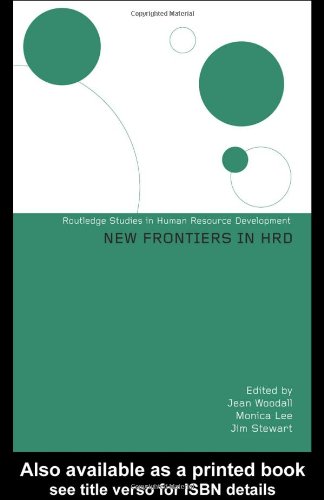 Copyrighted Material
Routledge Studies in Human Resource Development
NEW FRONTIERS IN HRD
Edited by
Jean Woodall
Monica Lee
Jim Stewart
Also available as a printed book
see title verso for ISBN details